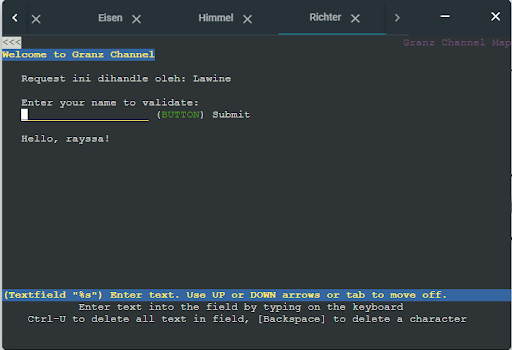 Eisen Himmel Richter
<<< Granz Channel Map
Welcome to Granz Channel
Request ini dihandle oleh: Lawine
Enter your name to validate:
(BUTTON) Submit
Hello, rayssa!
(Textfield "%s") Enter text. Use UP or DOWN arrows or tab to move off.
Enter text into the field by typing on the keyboard
Ctrl-U to delete all text in field, [Backspace] to delete a character